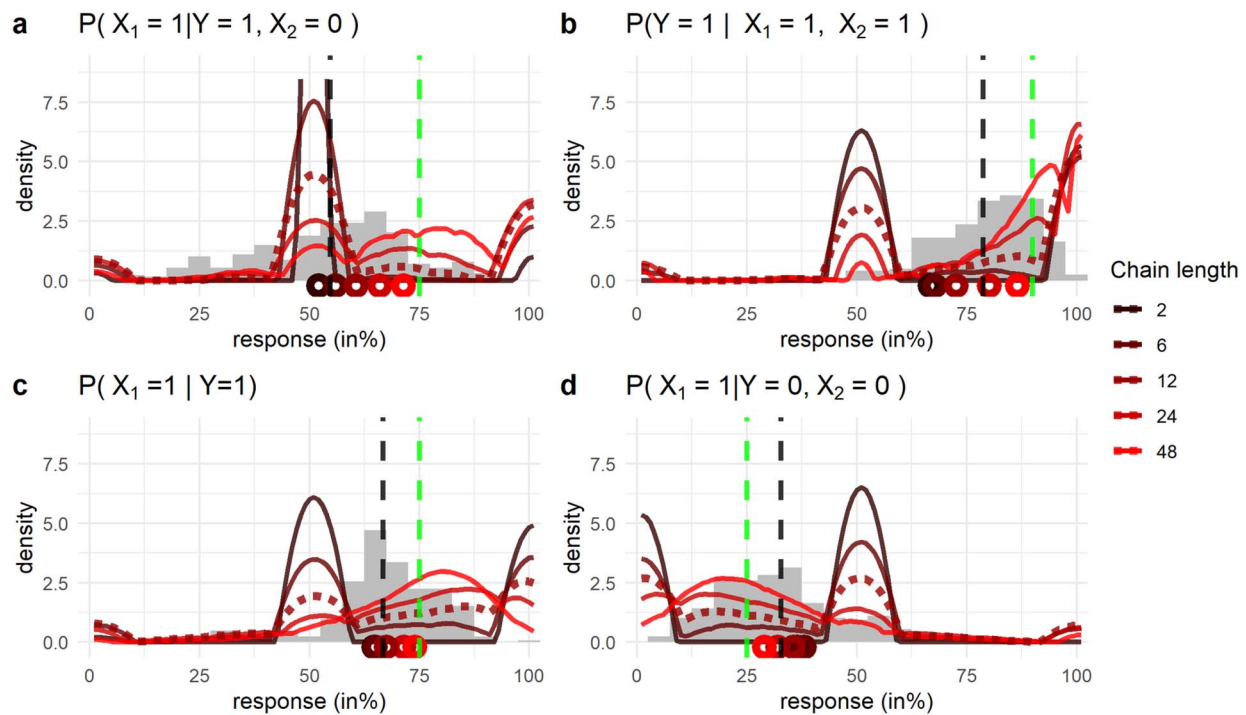 a P( X₁ = 1|Y = 1, X₂ = 0 )
7.5
5.0
2.5
0.0
density
0 25 50 75 100
response (in%)
b P(Y = 1 | X₁ = 1, X₂ = 1 )
7.5
5.0
2.5
0.0
density
0 25 50 75 100
response (in%)
c P( X₁ =1 | Y=1)
7.5
5.0
2.5
0.0
density
0 25 50 75 100
response (in%)
d P( X₁ = 1|Y = 0, X₂ = 0 )
7.5
5.0
2.5
0.0
density
0 25 50 75 100
response (in%)
Chain length
2
6
12
24
48